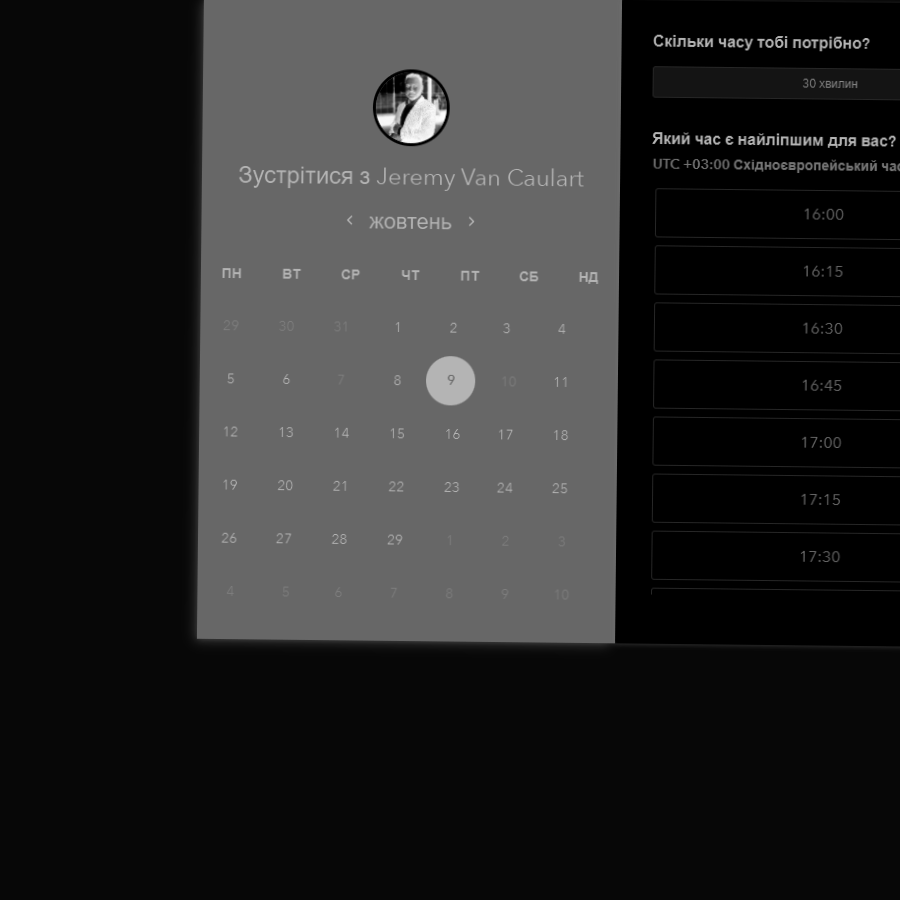 Зустрітися з Jeremy Van Caulart
жовтень
ПН ВТ СР ЧТ ПТ СБ НД
29 30 31 1 2 3 4
5 6 7 8 9 10 11
12 13 14 15 16 17 18
19 20 21 22 23 24 25
26 27 28 29 1 2 3
4 5 6 7 8 9 10
Скільки часу тобі потрібно?
30 хвилин
Який час є найліпшим для вас?
UTC +03:00 Східноєвропейський
16:00
16:15
16:30
16:45
17:00
17:15
17:30